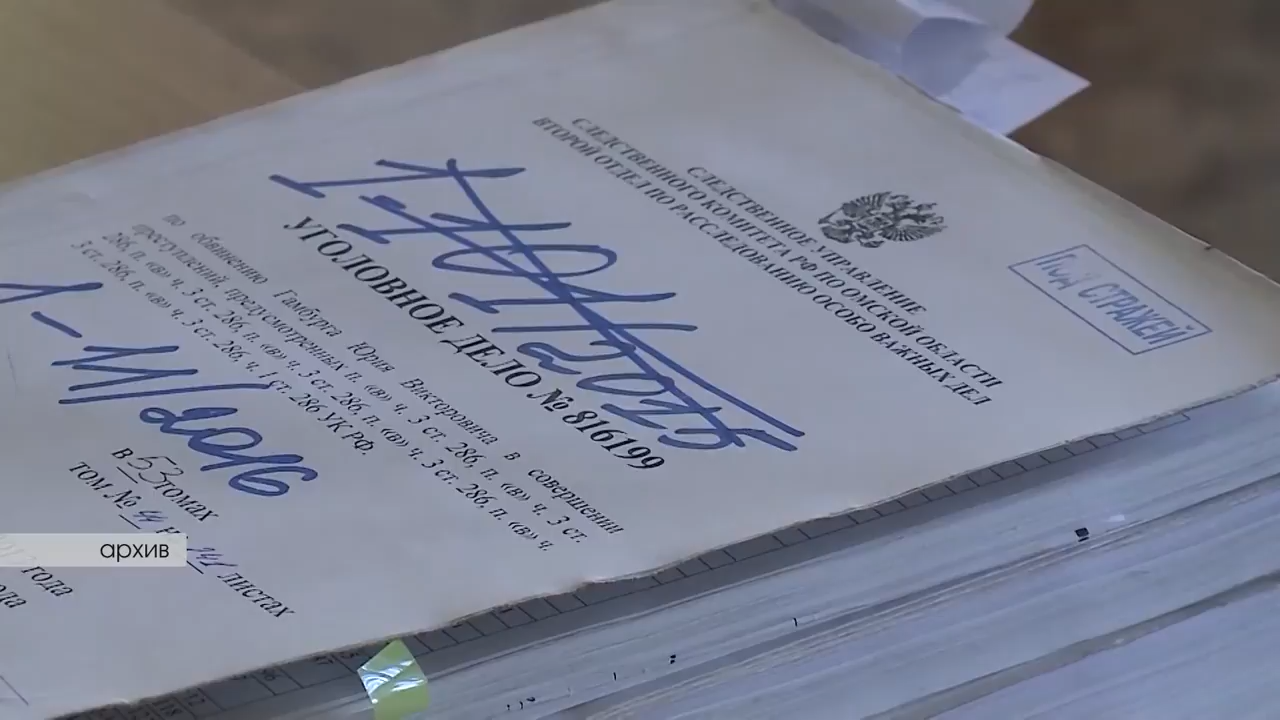 СЛЕДСТВЕННОЕ УПРАВЛЕНИЕ
СЛЕДСТВЕННОГО КОМИТЕТА РФ ПО ОМСКОЙ ОБЛАСТИ
ВТОРОЙ ОТДЕЛ ПО РАССЛЕДОВАНИЮ ОСОБО ВАЖНЫХ ДЕЛ
ПОД СТРАЖЕЙ
УГОЛОВНОЕ ДЕЛО № 816199
по обвинению Гамбурга Юрия Викторовича в совершении
преступлений, предусмотренных п. «в» ч. 3 ст. 286, п. «в» ч. 3 ст.
286, п. «в» ч. 3 ст. 286, п. «в» ч. 3 ст. 286, п. «в» ч.
3 ст. 286, п. «в» ч. 3 ст. 286, ч. 1 ст. 286 УК РФ.
1-11/2016
в 53 томах
том № листах
года
года
архив